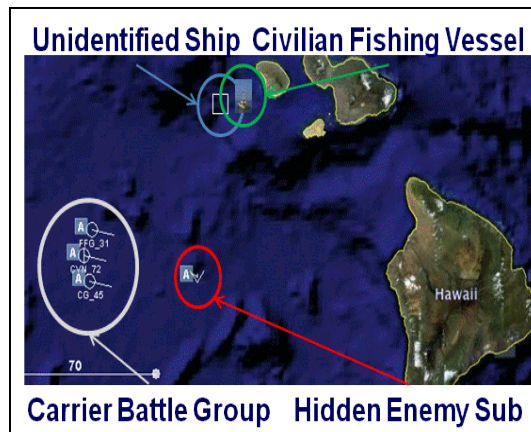 Unidentified Ship Civilian Fishing Vessel
A
FFG_31
A
CVN_72
A
CG_45
A
Hawaii
70
Carrier Battle Group Hidden Enemy Sub